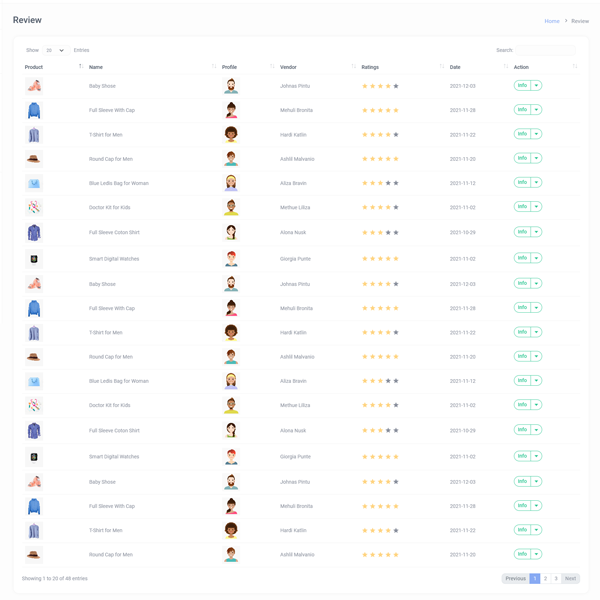 Review
Home > Review
Show 20 Entries Search:
Product Name Profile Vendor Ratings Date Action
Baby Shose Johnas Pintu 2021-12-03 Info
Full Sleeve With Cap Mehuli Bronita 2021-11-28 Info
T-Shirt for Men Hardi Katlin 2021-11-22 Info
Round Cap for Men Ashlil Malvanio 2021-11-20 Info
Blue Ledis Bag for Woman Aliza Bravin 2021-11-12 Info
Doctor Kit for Kids Methue Liliza 2021-11-02 Info
Full Sleeve Coton Shirt Alona Nusk 2021-10-29 Info
Smart Digital Watches Giorgia Punte 2021-11-02 Info
Baby Shose Johnas Pintu 2021-12-03 Info
Full Sleeve With Cap Mehuli Bronita 2021-11-28 Info
T-Shirt for Men Hardi Katlin 2021-11-22 Info
Round Cap for Men Ashlil Malvanio 2021-11-20 Info
Blue Ledis Bag for Woman Aliza Bravin 2021-11-12 Info
Doctor Kit for Kids Methue Liliza 2021-11-02 Info
Full Sleeve Coton Shirt Alona Nusk 2021-10-29 Info
Smart Digital Watches Giorgia Punte 2021-11-02 Info
Baby Shose Johnas Pintu 2021-12-03 Info
Full Sleeve With Cap Mehuli Bronita 2021-11-28 Info
T-Shirt for Men Hardi Katlin 2021-11-22 Info
Round Cap for Men Ashlil Malvanio 2021-11-20 Info
Showing 1 to 20 of 48 entries Previous 1 2 3 Next